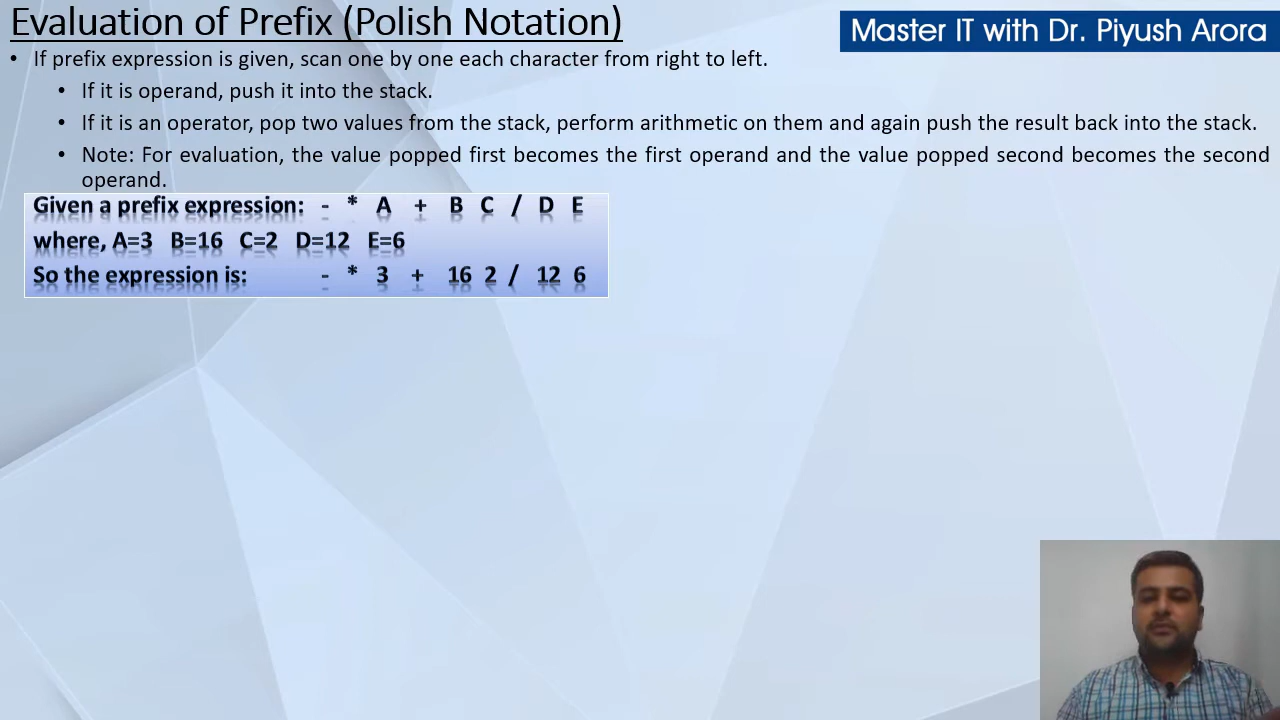 Evaluation of Prefix (Polish Notation)
Master IT with Dr. Piyush Arora
• If prefix expression is given, scan one by one each character from right to left.
• If it is operand, push it into the stack.
• If it is an operator, pop two values from the stack, perform arithmetic on them and again push the result back into the stack.
• Note: For evaluation, the value popped first becomes the first operand and the value popped second becomes the second
operand.
Given a prefix expression: - * A + B C / D E
where, A=3 B=16 C=2 D=12 E=6
So the expression is: - * 3 + 16 2 / 12 6